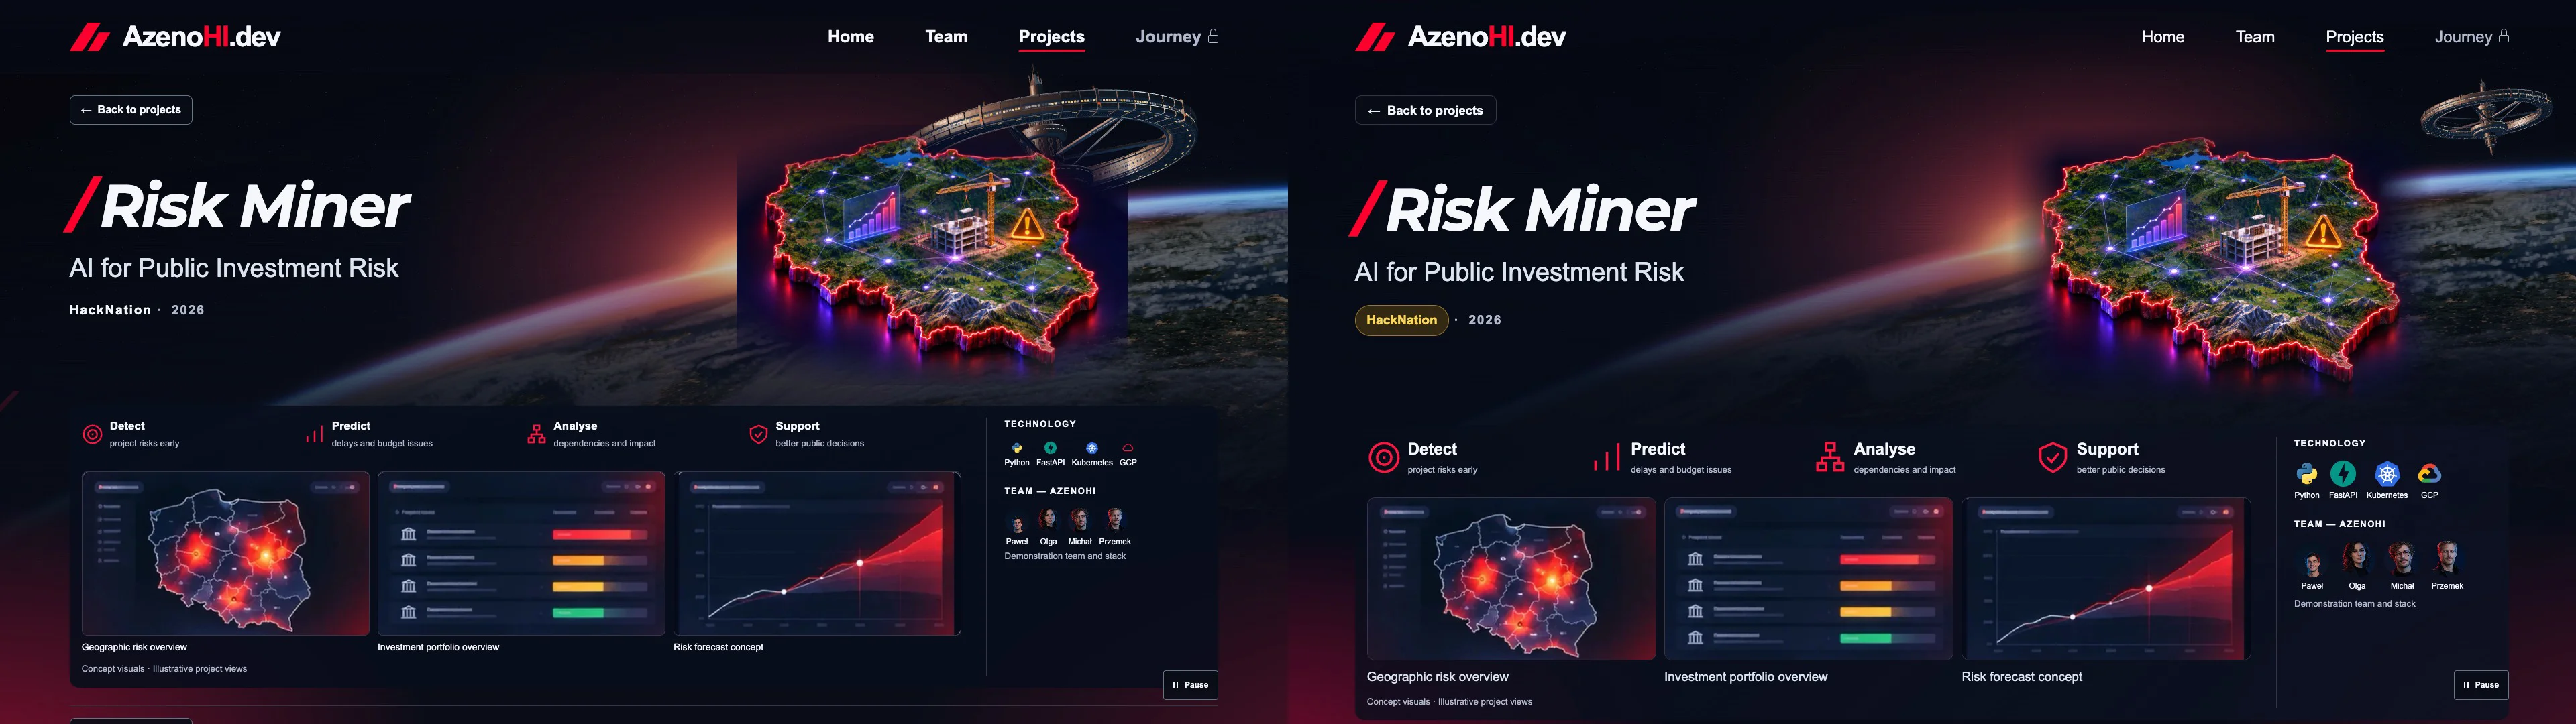 AzenoHI.dev
Home Team Projects Journey
← Back to projects
/Risk Miner
AI for Public Investment Risk
HackNation · 2026
Detect
project risks early
Predict
delays and budget issues
Analyse
dependencies and impact
Support
better public decisions
Geographic risk overview
Investment portfolio overview
Risk forecast concept
Concept visuals · Illustrative project views
TECHNOLOGY
Python FastAPI Kubernetes GCP
TEAM — AZENOHI
Paweł Olga Michał Przemek
Demonstration team and stack
Pause
AzenoHI.dev
Home Team Projects Journey
← Back to projects
/Risk Miner
AI for Public Investment Risk
HackNation · 2026
Detect
project risks early
Predict
delays and budget issues
Analyse
dependencies and impact
Support
better public decisions
Geographic risk overview
Investment portfolio overview
Risk forecast concept
Concept visuals · Illustrative project views
TECHNOLOGY
Python FastAPI Kubernetes GCP
TEAM — AZENOHI
Paweł Olga Michał Przemek
Demonstration team and stack
Pause